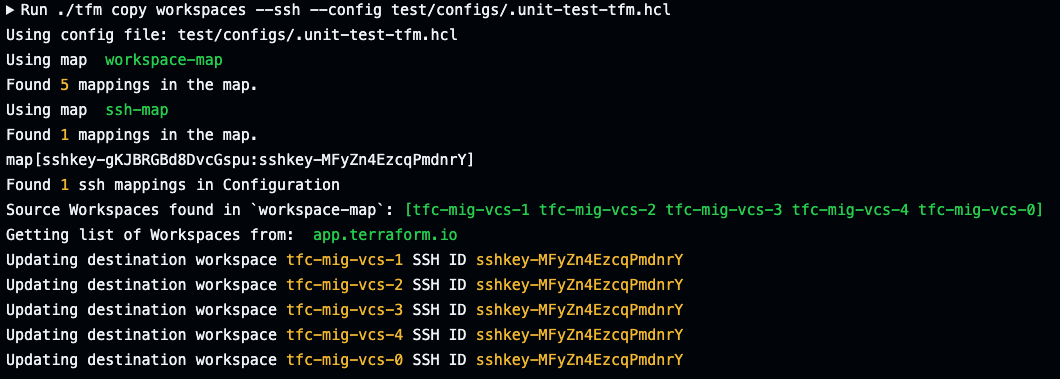 ▶ Run ./tfm copy workspaces --ssh --config test/configs/.unit-test-tfm.hcl
Using config file: test/configs/.unit-test-tfm.hcl
Using map  workspace-map
Found 5 mappings in the map.
Using map  ssh-map
Found 1 mappings in the map.
map[sshkey-gKJBRGBd8DvcGspu:sshkey-MFyZn4EzcqPmdnrY]
Found 1 ssh mappings in Configuration
Source Workspaces found in `workspace-map`: [tfc-mig-vcs-1 tfc-mig-vcs-2 tfc-mig-vcs-3 tfc-mig-vcs-4 tfc-mig-vcs-0]
Getting list of Workspaces from:  app.terraform.io
Updating destination workspace tfc-mig-vcs-1 SSH ID sshkey-MFyZn4EzcqPmdnrY
Updating destination workspace tfc-mig-vcs-2 SSH ID sshkey-MFyZn4EzcqPmdnrY
Updating destination workspace tfc-mig-vcs-3 SSH ID sshkey-MFyZn4EzcqPmdnrY
Updating destination workspace tfc-mig-vcs-4 SSH ID sshkey-MFyZn4EzcqPmdnrY
Updating destination workspace tfc-mig-vcs-0 SSH ID sshkey-MFyZn4EzcqPmdnrY